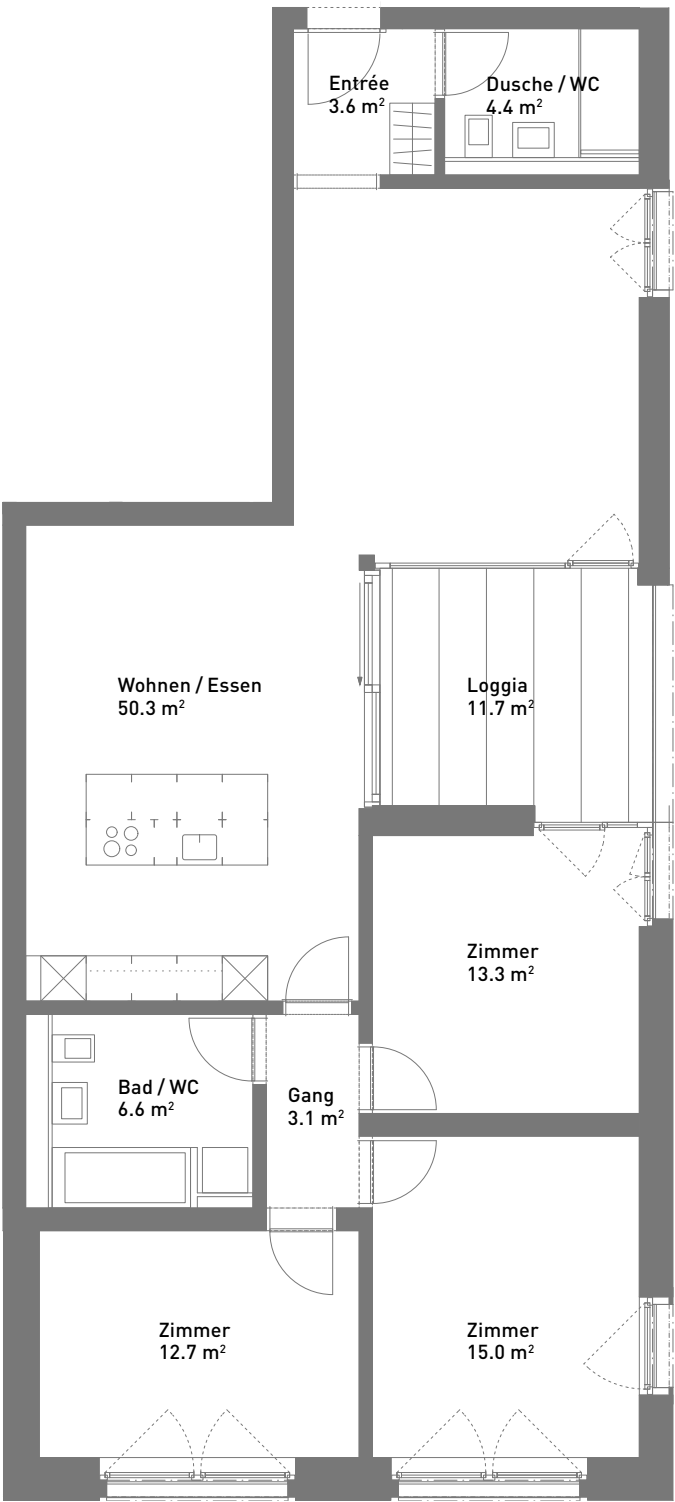 Entrée
3.6 m²
Dusche / WC
4.4 m²
Wohnen / Essen
50.3 m²
Loggia
11.7 m²
Zimmer
13.3 m²
Bad / WC
6.6 m²
Gang
3.1 m²
Zimmer
12.7 m²
Zimmer
15.0 m²